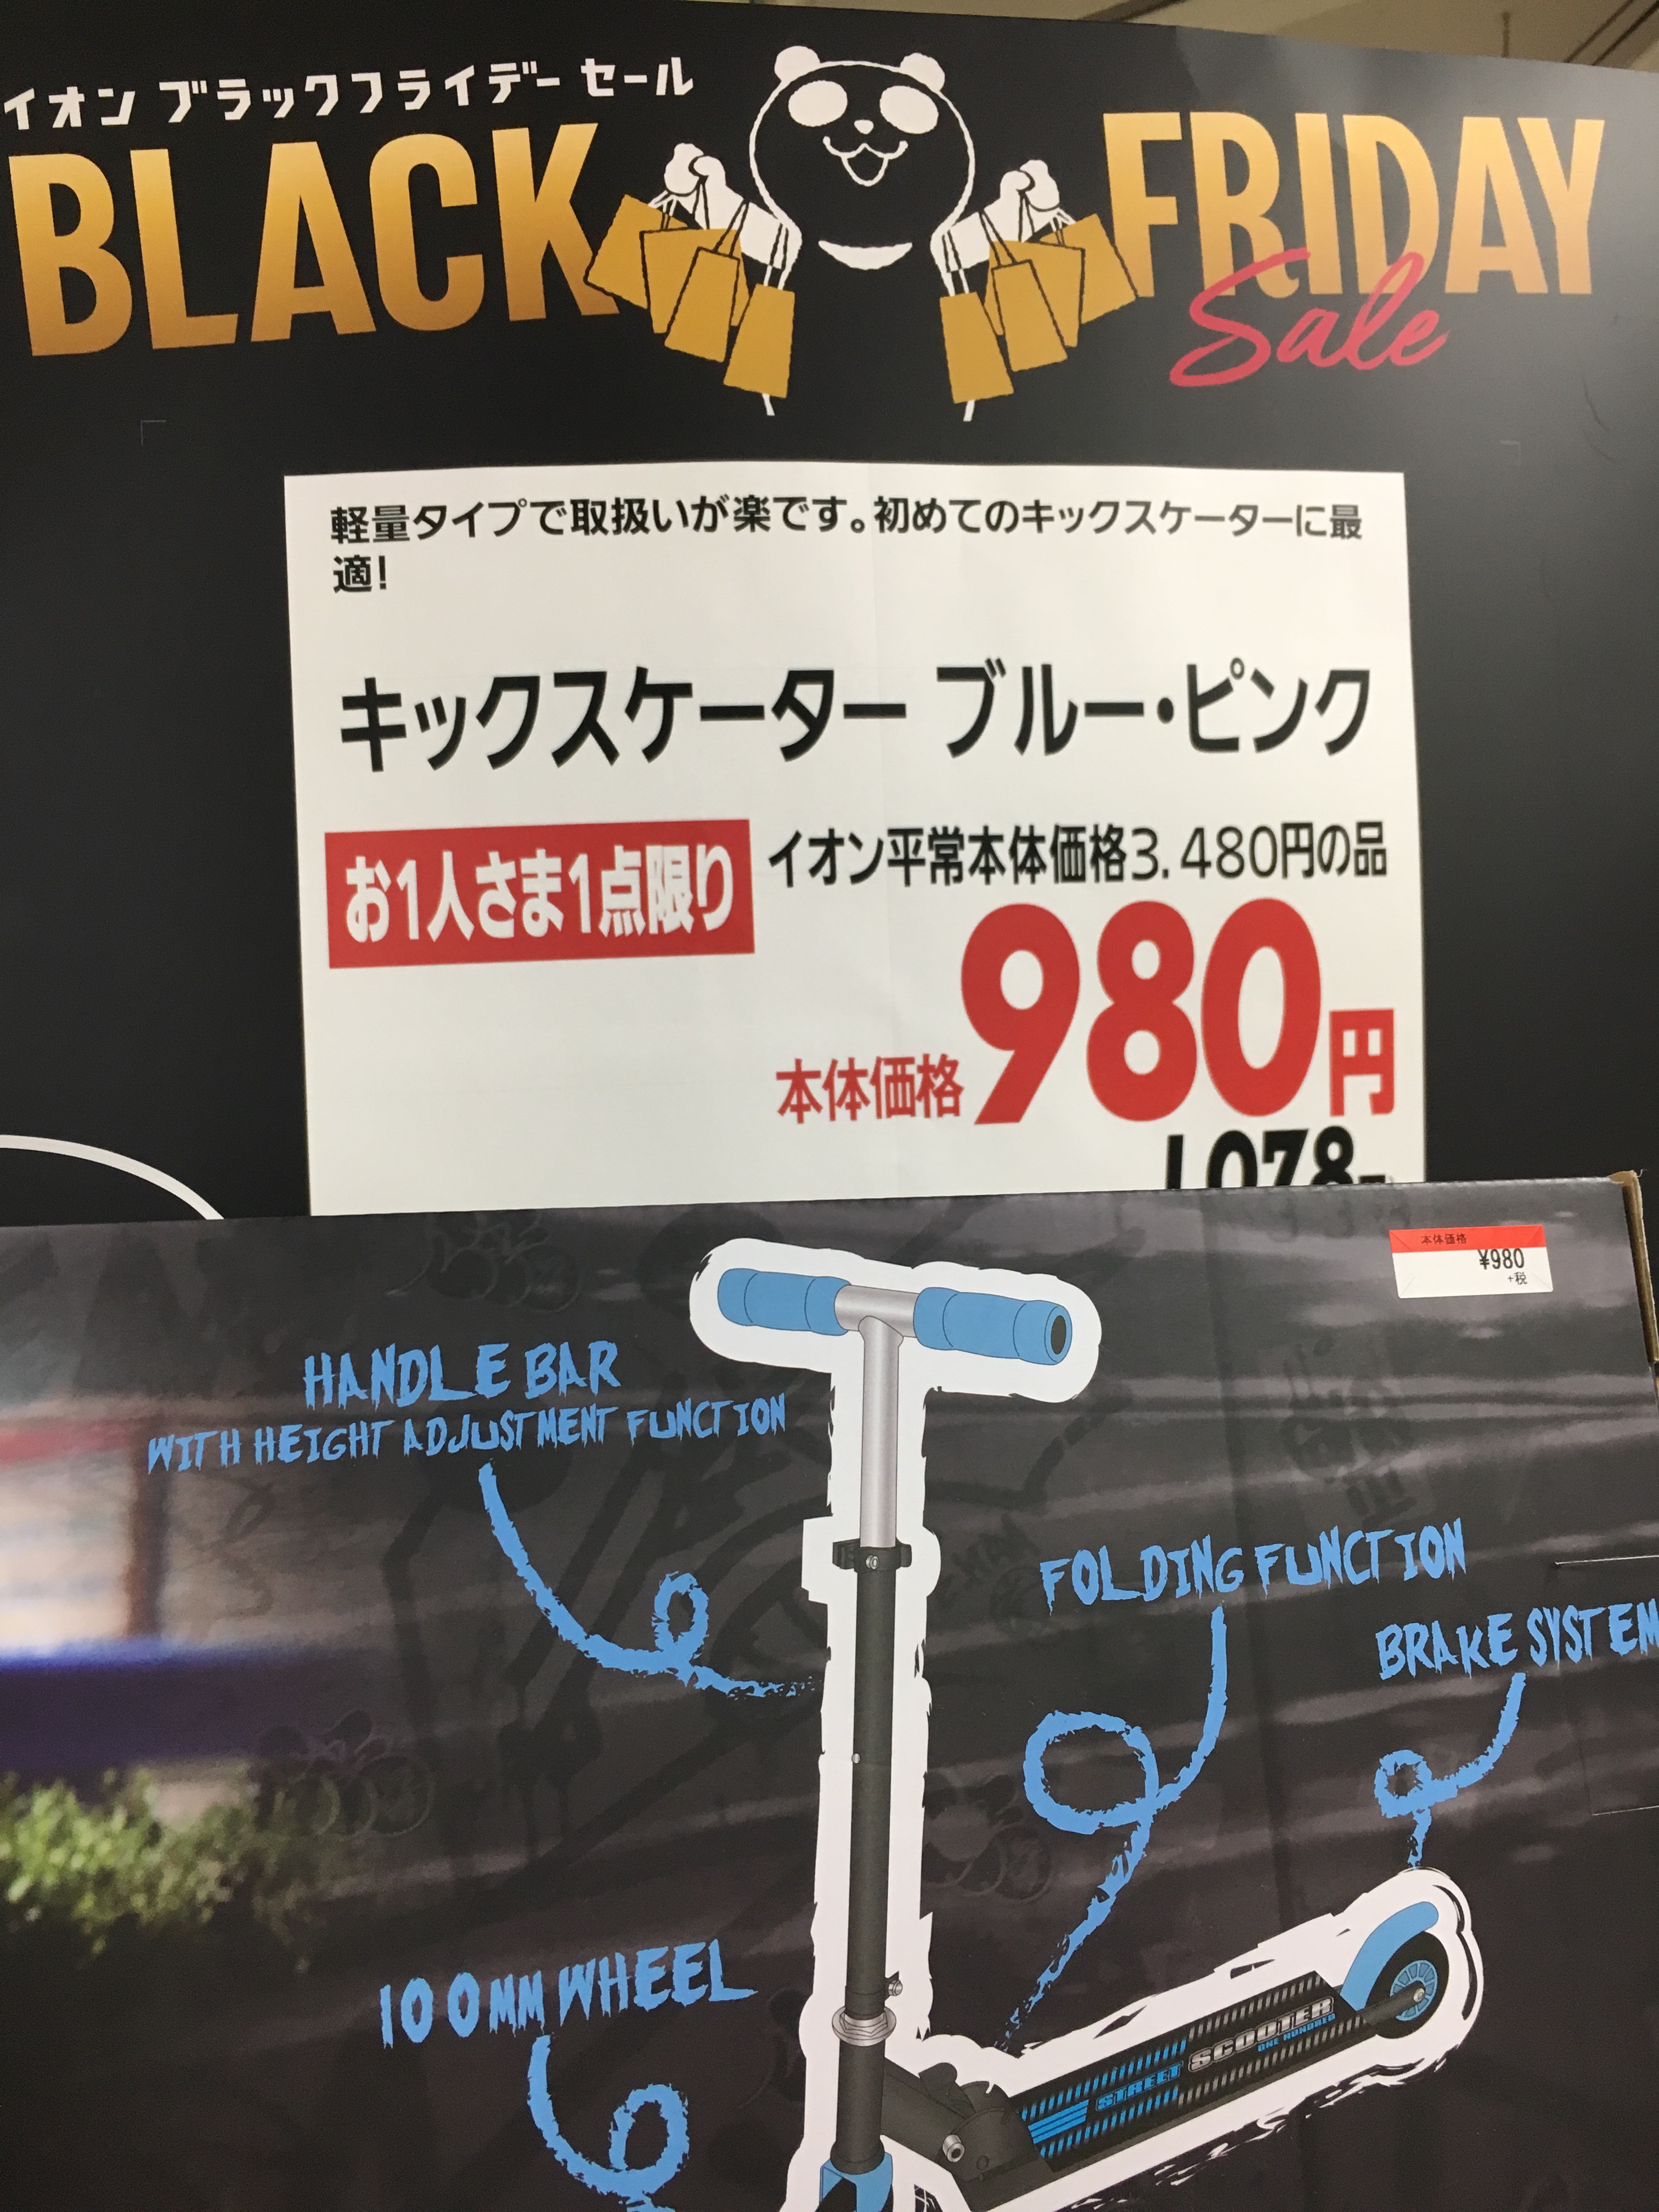 イオン ブラックフライデー セール
BLACK FRIDAY
Sale
軽量タイプで取扱いが楽です。初めてのキックスケーターに最
適!
キックスケーター ブルー・ピンク
お1人さま1点限り
イオン平常本体価格3.480円の品
本体価格980円
1,078
本体価格
¥980
+税
HANDLE BAR
WITH HEIGHT ADJUSTMENT FUNCTION
FOLDING FUNCTION
BRAKE SYSTEM
100MM WHEEL
STREET SCOOTER
ONE HUNDRED